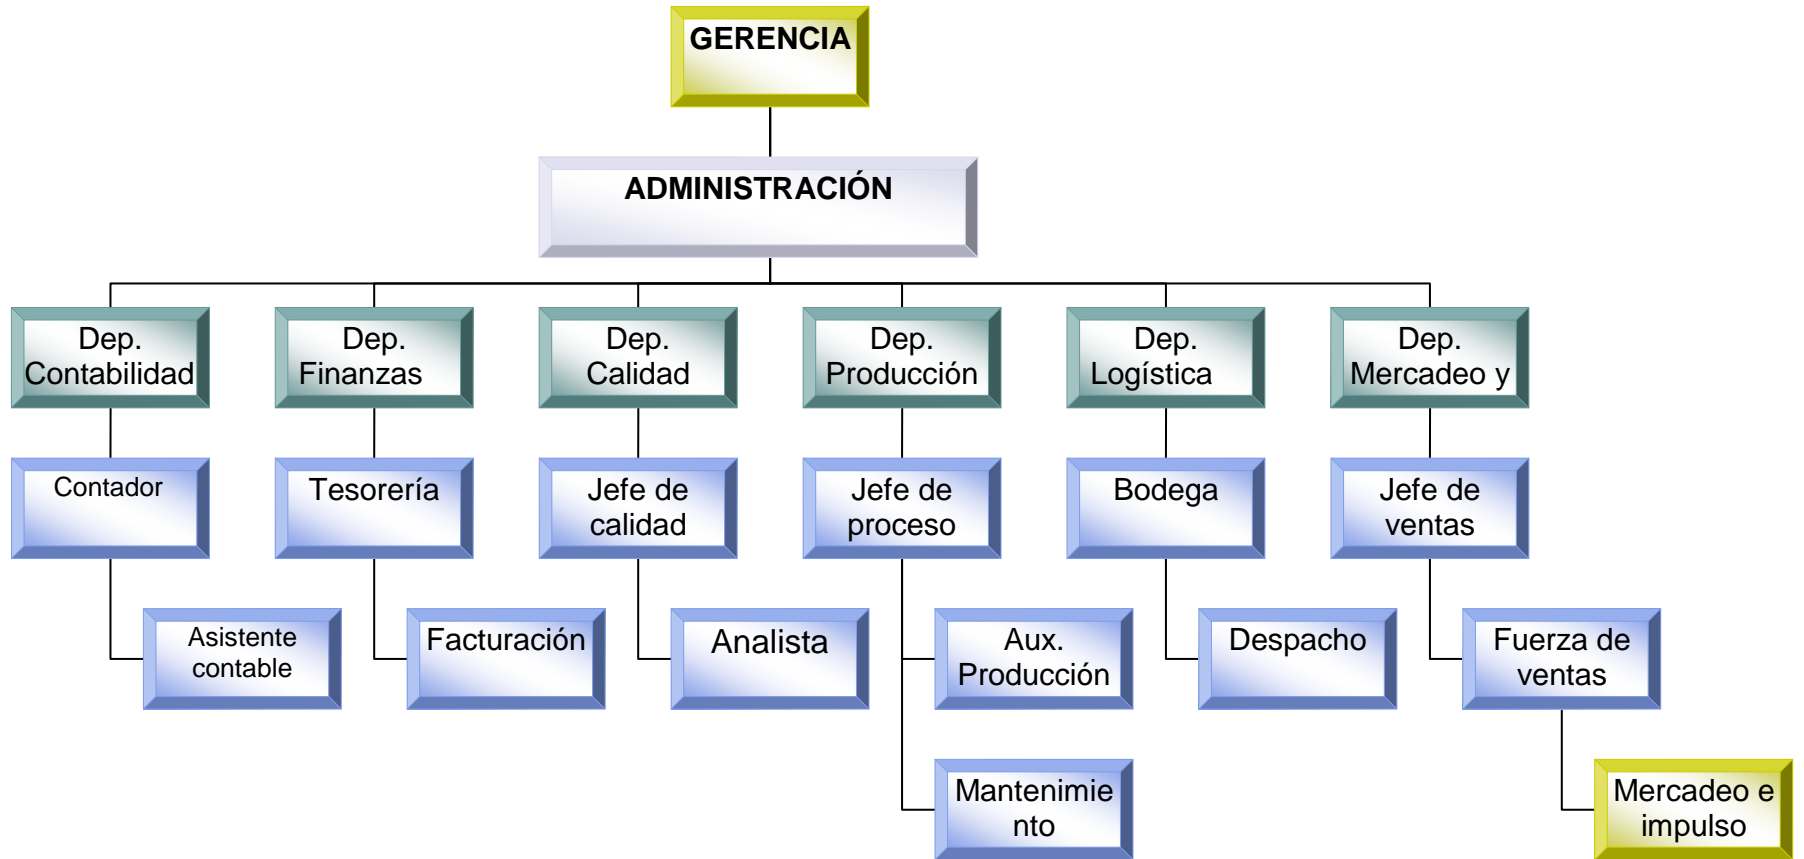 GERENCIA
ADMINISTRACIÓN
Dep.
Contabilidad
Dep.
Finanzas
Dep.
Calidad
Dep.
Producción
Dep.
Logística
Dep.
Mercadeo y
Contador
Tesorería
Jefe de
calidad
Jefe de
proceso
Bodega
Jefe de
ventas
Asistente
contable
Facturación
Analista
Aux.
Producción
Despacho
Fuerza de
ventas
Mantenimie
nto
Mercadeo e
impulso